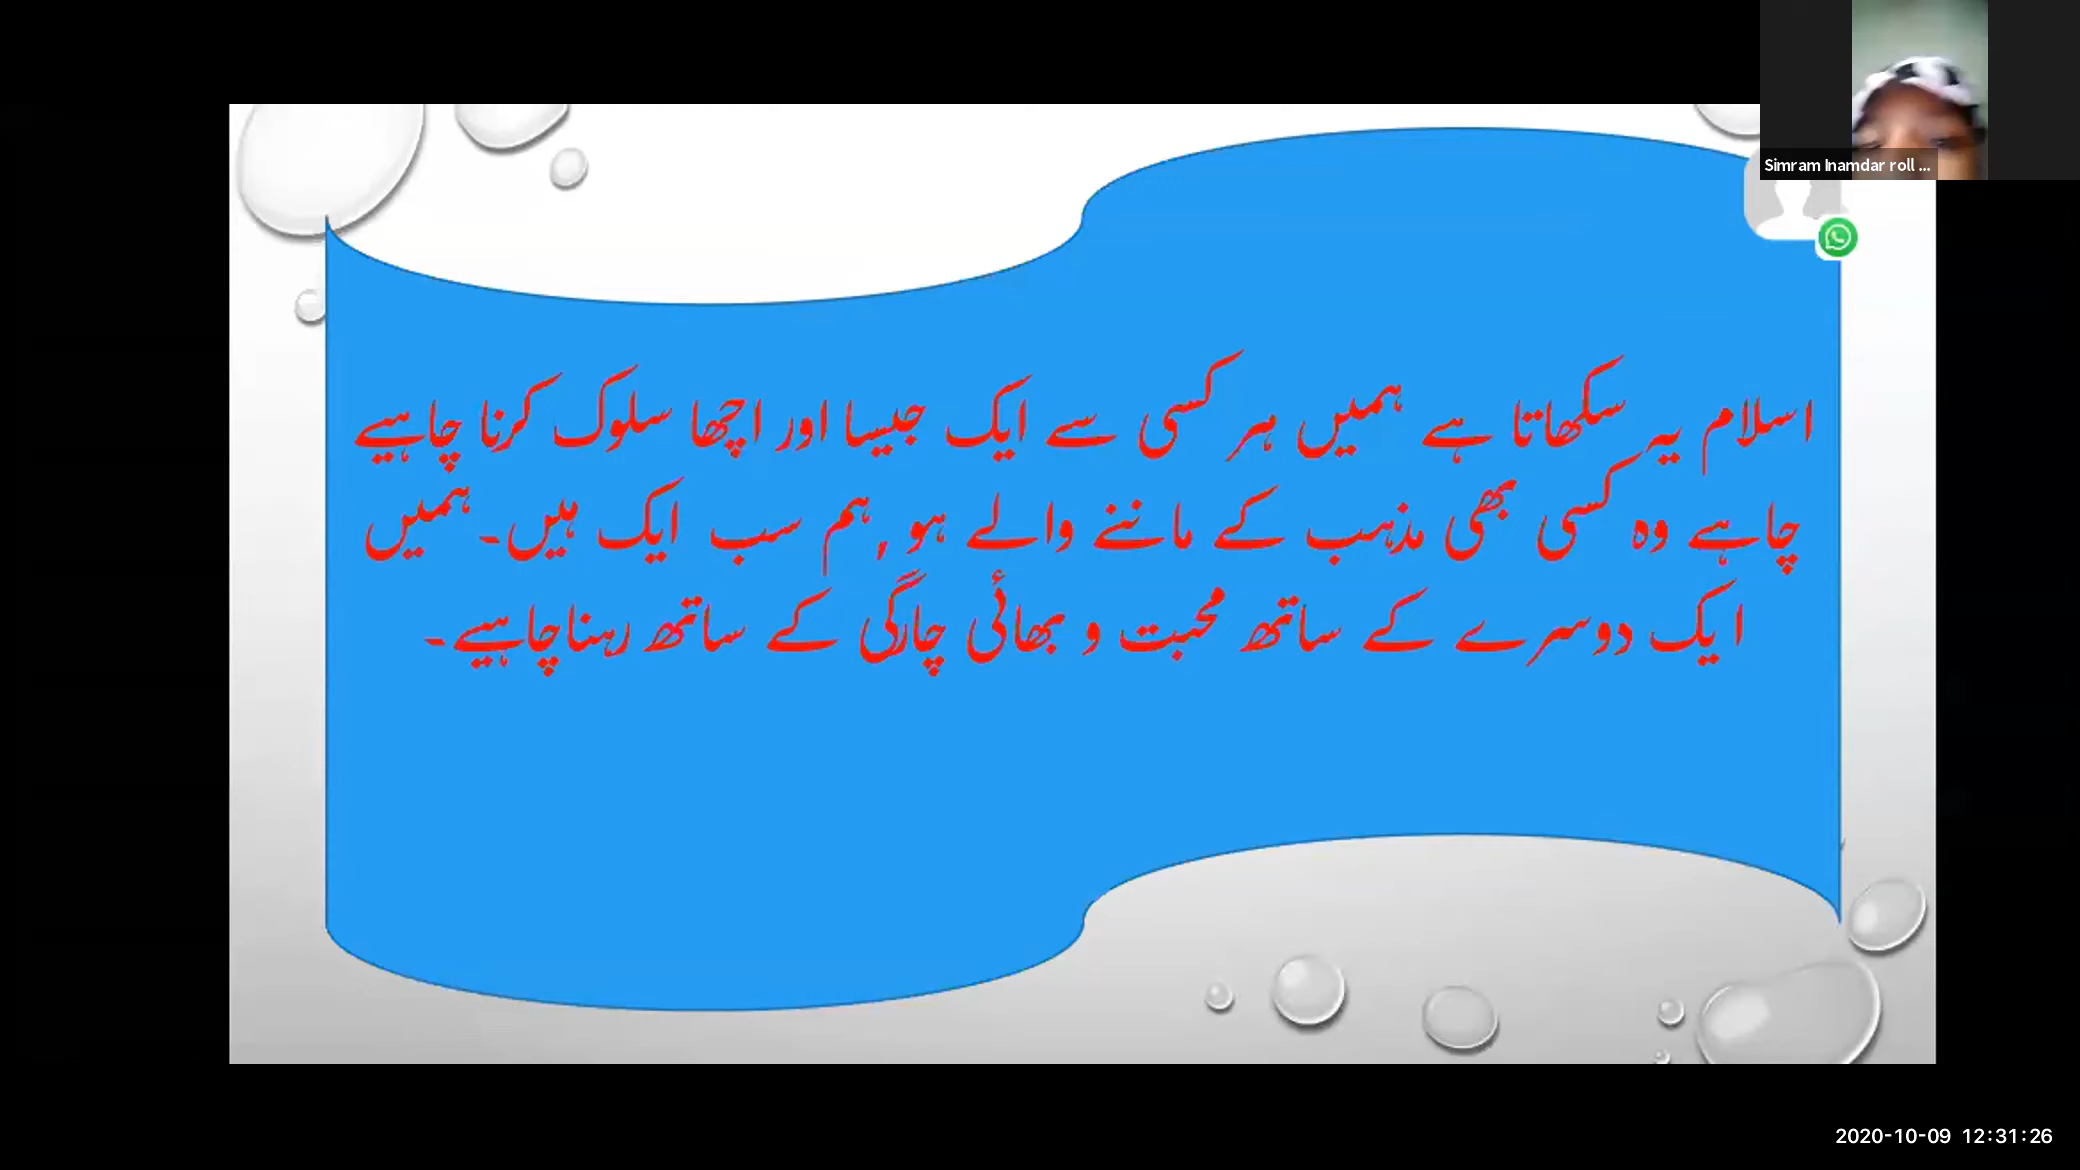 Simram Inamdar roll ...
اسلام یہ سکھاتا ہے ہمیں ہر کسی سے ایک جیسا اور اچھا سلوک کرنا چاہیے
چاہے وہ کسی بھی مذہب کے ماننے والے ہو , ہم سب ایک ہیں۔ ہمیں
ایک دوسرے کے ساتھ محبت و بھائی چارگی کے ساتھ رہنا چاہیے۔
2020-10-09 12:31:26